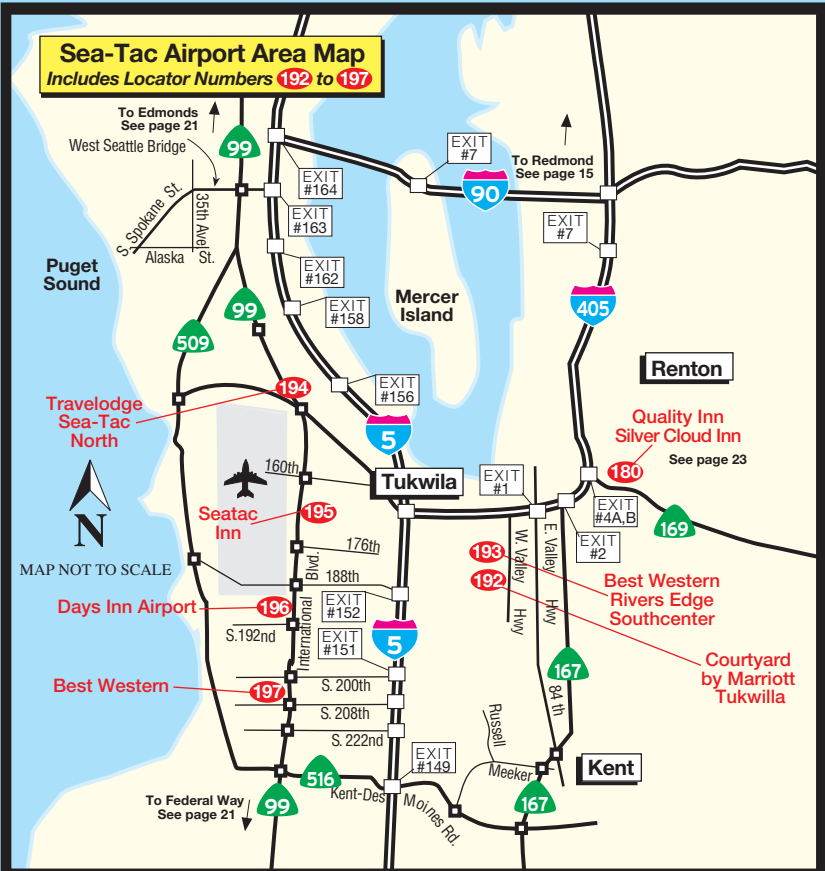 Sea-Tac Airport Area Map
Includes Locator Numbers 192 to 197
To Edmonds
See page 21
West Seattle Bridge
99
EXIT
#164
EXIT
#7
90
To Redmond
See page 15
S. Spokane St.
35th Ave
Alaska
St.
EXIT
#163
EXIT
#7
EXIT
#162
Puget
Sound
99
EXIT
#158
Mercer
Island
405
509
Renton
EXIT
#156
194
Travelodge
Sea-Tac
North
5
Quality Inn
Silver Cloud Inn
180
See page 23
160th
Tukwila
EXIT
#1
EXIT
#4A,B
169
N
MAP NOT TO SCALE
Seatac
Inn
195
EXIT
#2
176th
W. Valley
Hwy
E. Valley
Hwy
193
192
Best Western
Rivers Edge
Southcenter
188th
International
Blvd.
Days Inn Airport
196
EXIT
#152
S.192nd
5
EXIT
#151
Courtyard
by Marriott
Tukwilla
167
84 th
Best Western
197
S. 200th
S. 208th
S. 222nd
Russell
Meeker
EXIT
#149
Kent
516
Kent-Des
Moines Rd.
167
To Federal Way
See page 21
99